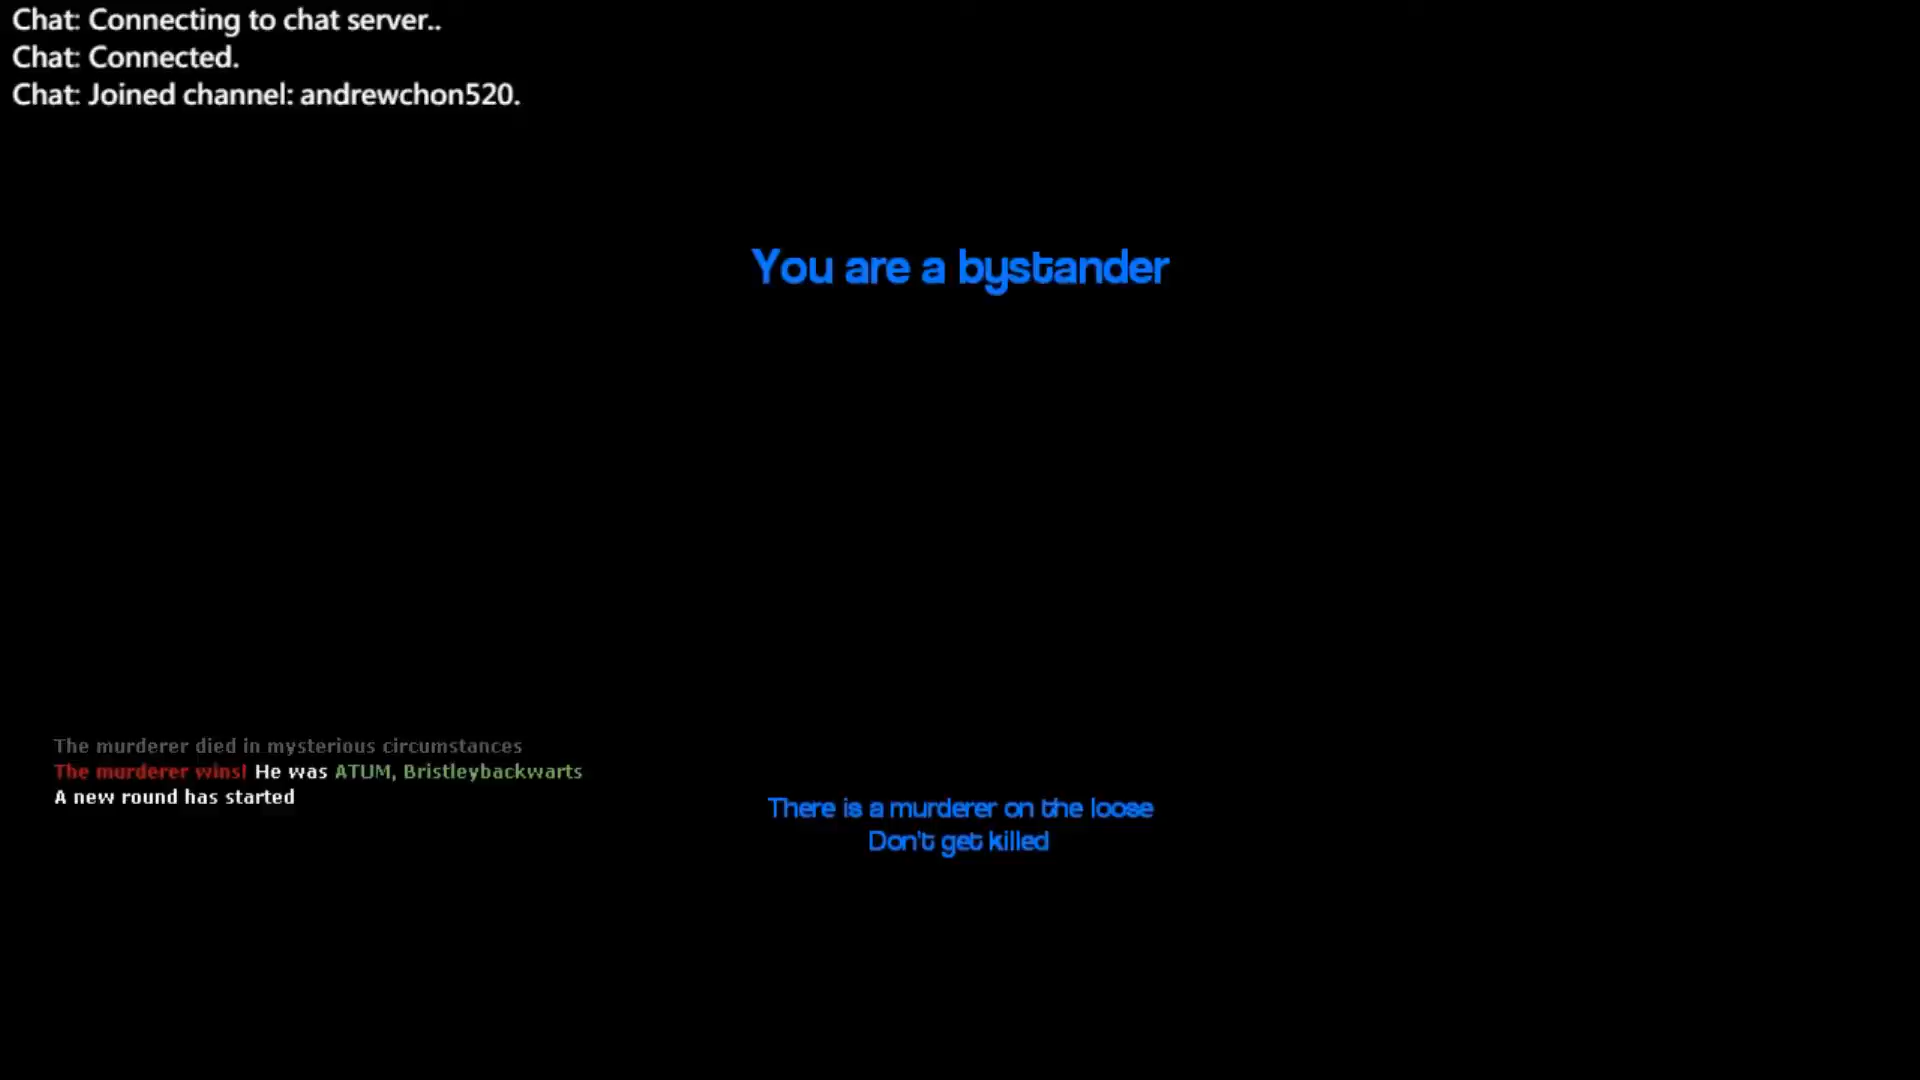 Chat: Connecting to chat server..
Chat: Connected.
Chat: Joined channel: andrewchon520.
You are a bystander
The murderer died in mysterious circumstances
The murderer wins! He was ATUM, Bristleybackwarts
A new round has started
There is a murderer on the loose
Don't get killed